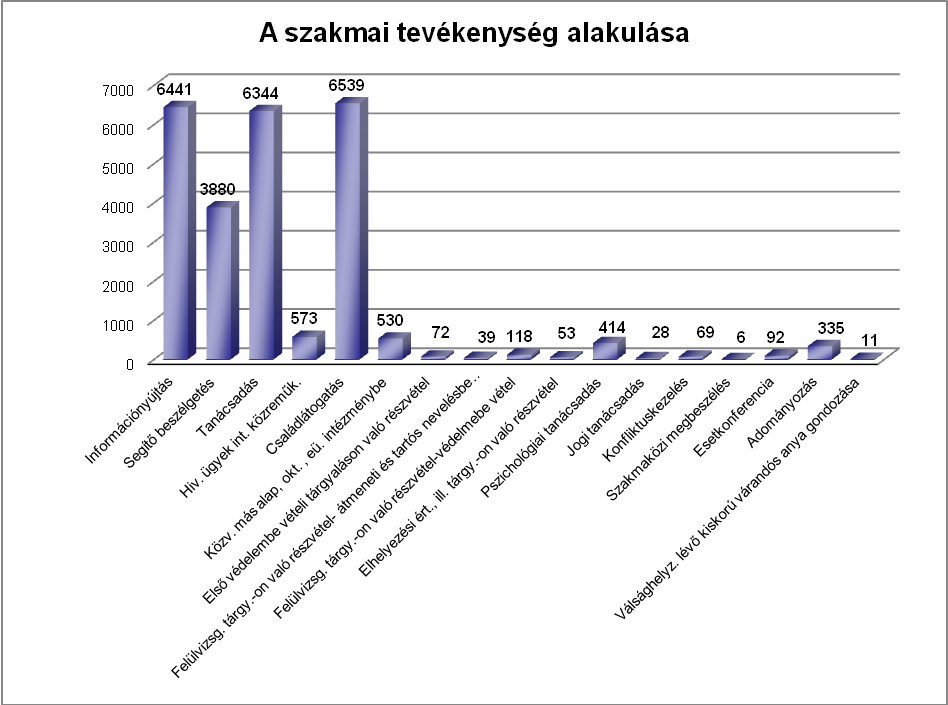 A szakmai tevékenység alakulása
7000
6000
5000
4000
3000
2000
1000
0
6441
3880
6344
573
6539
530
72
39
118
53
414
28
69
6
92
335
11
Információnyújtás
Segítő beszélgetés
Tanácsadás
Hiv. ügyek int. közremük.
Családlátogatás
Közv. más alap, okt. , eü. intézménybe
Első védelembe vételi tárgyaláson való részvétel
Felülvizsg. tárgy.-on való részvétel- átmeneti és tartós nevelésbe..
Felülvizsg. tárgy.-on való részvétel-védelmebe vétel
Elhelyezési ért., ill. tárgy.-on való részvétel
Pszichológiai tanácsadás
Jogi tanácsadás
Konfliktuskezelés
Szakmaközi megbeszélés
Esetkonferencia
Adományozás
Válsághelyz. lévő kiskorú várandós anya gondozása